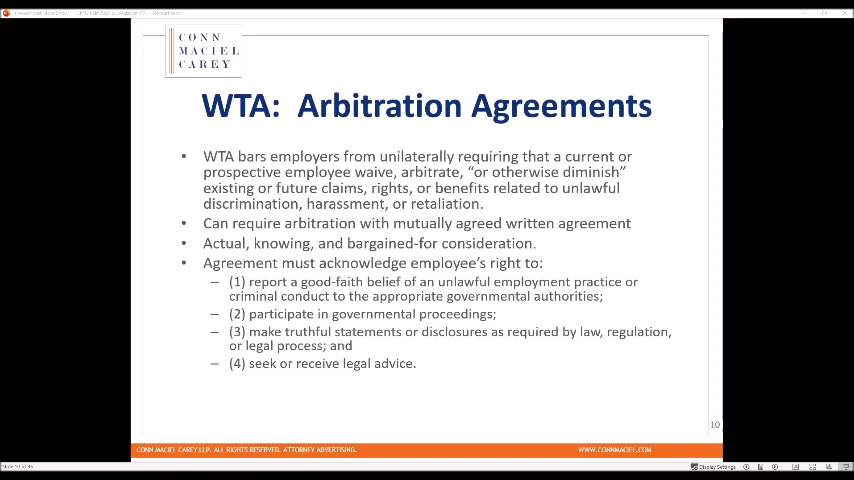 CONN
MACIEL
CAREY
WTA: Arbitration Agreements
• WTA bars employers from unilaterally requiring that a current or
prospective employee waive, arbitrate, “or otherwise diminish”
existing or future claims, rights, or benefits related to unlawful
discrimination, harassment, or retaliation.
• Can require arbitration with mutually agreed written agreement
• Actual, knowing, and bargained-for consideration.
• Agreement must acknowledge employee’s right to:
– (1) report a good-faith belief of an unlawful employment practice or
criminal conduct to the appropriate governmental authorities;
– (2) participate in governmental proceedings;
– (3) make truthful statements or disclosures as required by law, regulation,
or legal process; and
– (4) seek or receive legal advice.
10
CONN MACIEL CAREY LLP. ALL RIGHTS RESERVED. ATTORNEY ADVERTISING.
WWW.CONNMACIEL.COM
Display Settings